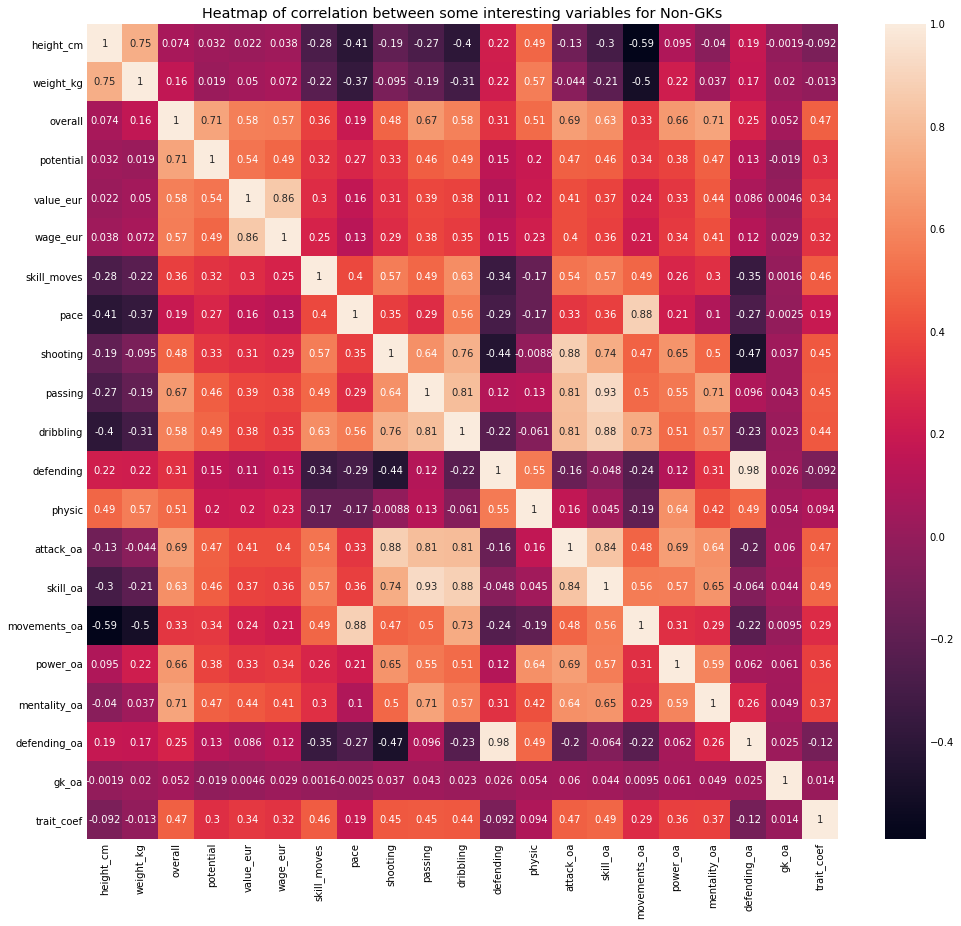 Heatmap of correlation between some interesting variables for Non-GKs
height_cm 1 0.75 0.074 0.032 0.022 0.038 -0.28 -0.41 -0.19 -0.27 -0.4 0.22 0.49 -0.13 -0.3 -0.59 0.095 -0.04 0.19 -0.0019 -0.092
weight_kg 0.75 1 0.16 0.019 0.05 0.072 -0.22 -0.37 -0.095 -0.19 -0.31 0.22 0.57 -0.044 -0.21 -0.5 0.22 0.037 0.17 0.02 -0.013
overall 0.074 0.16 1 0.71 0.58 0.57 0.36 0.19 0.48 0.67 0.58 0.31 0.51 0.69 0.63 0.33 0.66 0.71 0.25 0.052 0.47
potential 0.032 0.019 0.71 1 0.54 0.49 0.32 0.27 0.33 0.46 0.49 0.15 0.2 0.47 0.46 0.34 0.38 0.47 0.13 -0.019 0.3
value_eur 0.022 0.05 0.58 0.54 1 0.86 0.3 0.16 0.31 0.39 0.38 0.11 0.2 0.41 0.37 0.24 0.33 0.44 0.086 0.0046 0.34
wage_eur 0.038 0.072 0.57 0.49 0.86 1 0.25 0.13 0.29 0.38 0.35 0.15 0.23 0.4 0.36 0.21 0.34 0.41 0.12 0.029 0.32
skill_moves -0.28 -0.22 0.36 0.32 0.3 0.25 1 0.4 0.57 0.49 0.63 -0.34 -0.17 0.54 0.57 0.49 0.26 0.3 -0.35 0.0016 0.46
pace -0.41 -0.37 0.19 0.27 0.16 0.13 0.4 1 0.35 0.29 0.56 -0.29 -0.17 0.33 0.36 0.88 0.21 0.1 -0.27 -0.0025 0.19
shooting -0.19 -0.095 0.48 0.33 0.31 0.29 0.57 0.35 1 0.64 0.76 -0.44 -0.0088 0.88 0.74 0.47 0.65 0.5 -0.47 0.037 0.45
passing -0.27 -0.19 0.67 0.46 0.39 0.38 0.49 0.29 0.64 1 0.81 0.12 0.13 0.81 0.93 0.5 0.55 0.71 0.096 0.043 0.45
dribbling -0.4 -0.31 0.58 0.49 0.38 0.35 0.63 0.56 0.76 0.81 1 -0.22 -0.061 0.81 0.88 0.73 0.51 0.57 -0.23 0.023 0.44
defending 0.22 0.22 0.31 0.15 0.11 0.15 -0.34 -0.29 -0.44 0.12 -0.22 1 0.55 -0.16 -0.048 -0.24 0.12 0.31 0.98 0.026 -0.092
physic 0.49 0.57 0.51 0.2 0.2 0.23 -0.17 -0.17 -0.0088 0.13 -0.061 0.55 1 0.16 0.045 -0.19 0.64 0.42 0.49 0.054 0.094
attack_oa -0.13 -0.044 0.69 0.47 0.41 0.4 0.54 0.33 0.88 0.81 0.81 -0.16 0.16 1 0.84 0.48 0.69 0.64 -0.2 0.06 0.47
skill_oa -0.3 -0.21 0.63 0.46 0.37 0.36 0.57 0.36 0.74 0.93 0.88 -0.048 0.045 0.84 1 0.56 0.57 0.65 -0.064 0.044 0.49
movements_oa -0.59 -0.5 0.33 0.34 0.24 0.21 0.49 0.88 0.47 0.5 0.73 -0.24 -0.19 0.48 0.56 1 0.31 0.29 -0.22 0.0095 0.29
power_oa 0.095 0.22 0.66 0.38 0.33 0.34 0.26 0.21 0.65 0.55 0.51 0.12 0.64 0.69 0.57 0.31 1 0.59 0.062 0.061 0.36
mentality_oa -0.04 0.037 0.71 0.47 0.44 0.41 0.3 0.1 0.5 0.71 0.57 0.31 0.42 0.64 0.65 0.29 0.59 1 0.26 0.049 0.37
defending_oa 0.19 0.17 0.25 0.13 0.086 0.12 -0.35 -0.27 -0.47 0.096 -0.23 0.98 0.49 -0.2 -0.064 -0.22 0.062 0.26 1 0.025 -0.12
gk_oa -0.0019 0.02 0.052 -0.019 0.0046 0.029 0.0016 -0.0025 0.037 0.043 0.023 0.026 0.054 0.06 0.044 0.0095 0.061 0.049 0.025 1 0.014
trait_coef -0.092 -0.013 0.47 0.3 0.34 0.32 0.46 0.19 0.45 0.45 0.44 -0.092 0.094 0.47 0.49 0.29 0.36 0.37 -0.12 0.014 1
height_cm weight_kg overall potential value_eur wage_eur skill_moves pace shooting passing dribbling defending physic attack_oa skill_oa movements_oa power_oa mentality_oa defending_oa gk_oa trait_coef
1.0
0.8
0.6
0.4
0.2
0.0
−0.2
−0.4